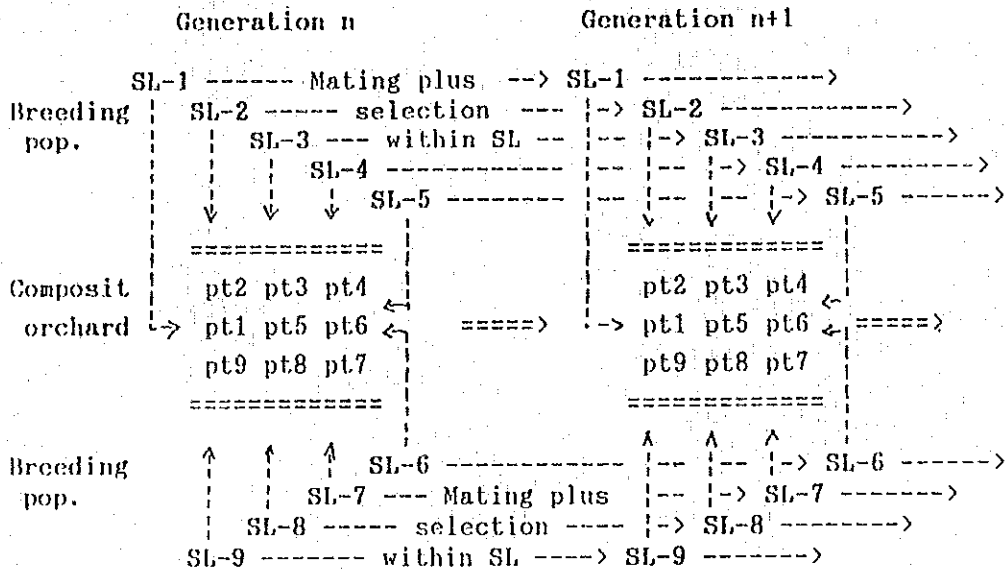 Generation n Generation n+1
SL-1 ------ Mating plus --> SL-1 ----------->
Breeding SL-2 ----- selection --- -> SL-2 ----------->
pop. SL-3 --- within SL -- -> SL-3 ---------->
SL-4 ------------ -- -> SL-4 --------->
SL-5 -------- -- -- -> SL-5 ------>
============= =============
Composit pt2 pt3 pt4 pt2 pt3 pt4
orchard -> pt1 pt5 pt6 =====> -> pt1 pt5 pt6 =====>
pt9 pt8 pt7 pt9 pt8 pt7
============= =============
Breeding SL-6 ----------- -- -- -> SL-6 ------>
pop. SL-7 --- Mating plus -- -> SL-7 ------->
SL-8 ----- selection ---- -> SL-8 -------->
SL-9 ------- within SL ----> SL-9 ------->